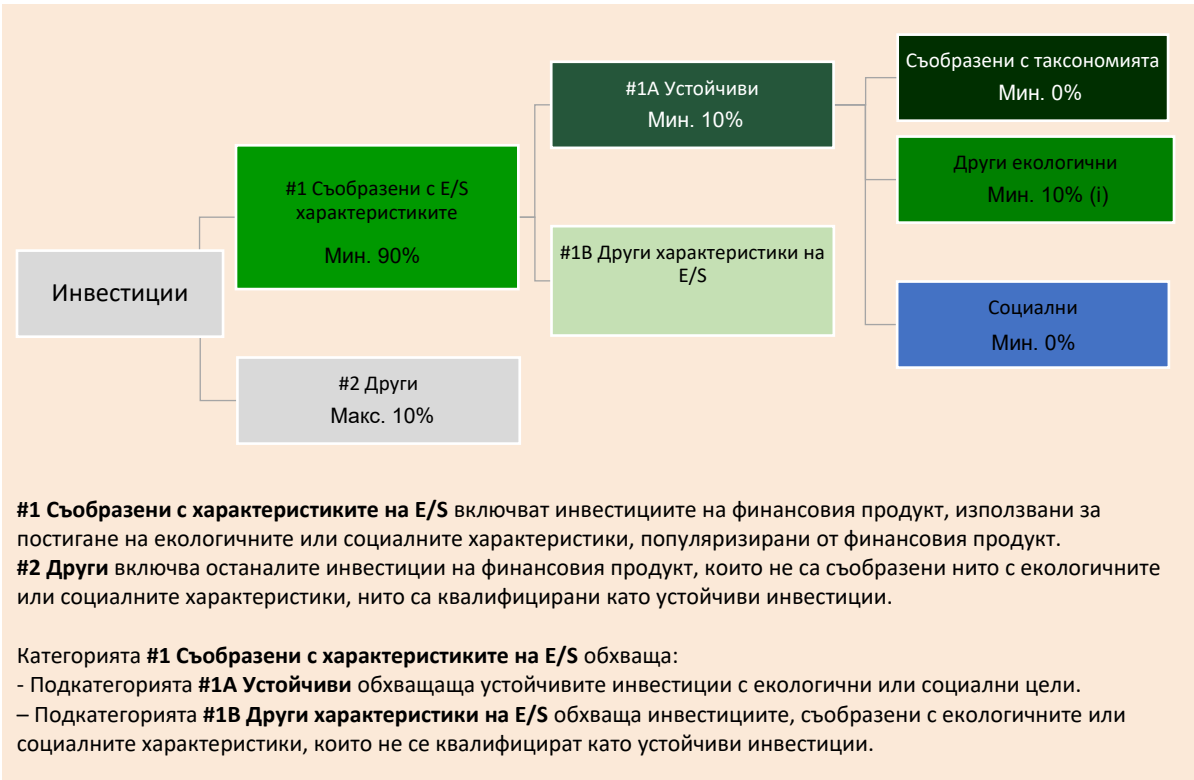 Инвестиции
#1 Съобразени с E/S
характеристиките
Мин. 90%
#2 Други
Макс. 10%
#1A Устойчиви
Мин. 10%
#1B Други характеристики на
E/S
Съобразени с таксономията
Мин. 0%
Други екологични
Мин. 10% (i)
Социални
Мин. 0%
#1 Съобразени с характеристиките на E/S включват инвестициите на финансовия продукт, използвани за
постигане на екологичните или социалните характеристики, популяризирани от финансовия продукт.
#2 Други включва останалите инвестиции на финансовия продукт, които не са съобразени нито с екологичните
или социалните характеристики, нито са квалифицирани като устойчиви инвестиции.
Категорията #1 Съобразени с характеристиките на E/S обхваща:
- Подкатегорията #1A Устойчиви обхващаща устойчивите инвестиции с екологични или социални цели.
– Подкатегорията #1B Други характеристики на E/S обхваща инвестициите, съобразени с екологичните или
социалните характеристики, които не се квалифицират като устойчиви инвестиции.